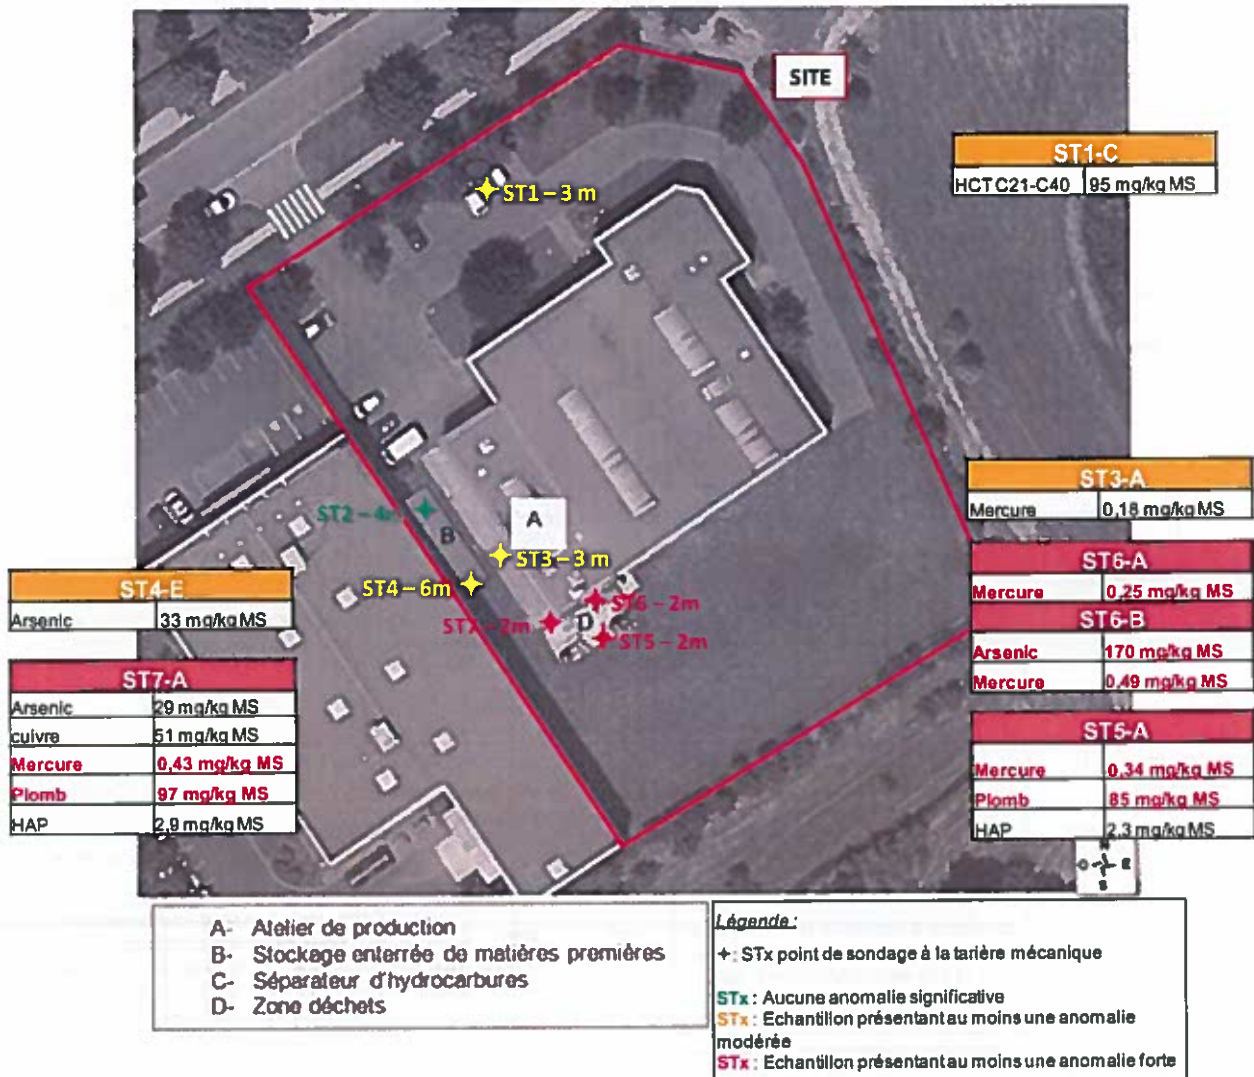 SITE
ST1-C
HCT C21-C40 95 mg/kg MS
ST1 – 3 m
C
ST3-A
Mercure 0,18 mg/kg MS
ST2 – 4m
A
B
ST3 – 3 m
ST4 – 6m
ST6 – 2m
ST7 – 2m
D
ST5 – 2m
ST6-A
Mercure 0,25 mg/kg MS
ST6-B
Arsenic 170 mg/kg MS
Mercure 0,49 mg/kg MS
ST4-E
Arsenic 33 mg/kg MS
ST7-A
Arsenic 29 mg/kg MS
cuivre 51 mg/kg MS
Mercure 0,43 mg/kg MS
Plomb 97 mg/kg MS
HAP 2,9 mg/kg MS
ST5-A
Mercure 0,34 mg/kg MS
Plomb 85 mg/kg MS
HAP 2,3 mg/kg MS
N
O E
S
A- Atelier de production
B- Stockage enterrée de matières premières
C- Séparateur d'hydrocarbures
D- Zone déchets
Légende :
: STx point de sondage à la tarière mécanique
STx : Aucune anomalie significative
STx : Echantillon présentant au moins une anomalie
modérée
STx : Echantillon présentant au moins une anomalie forte